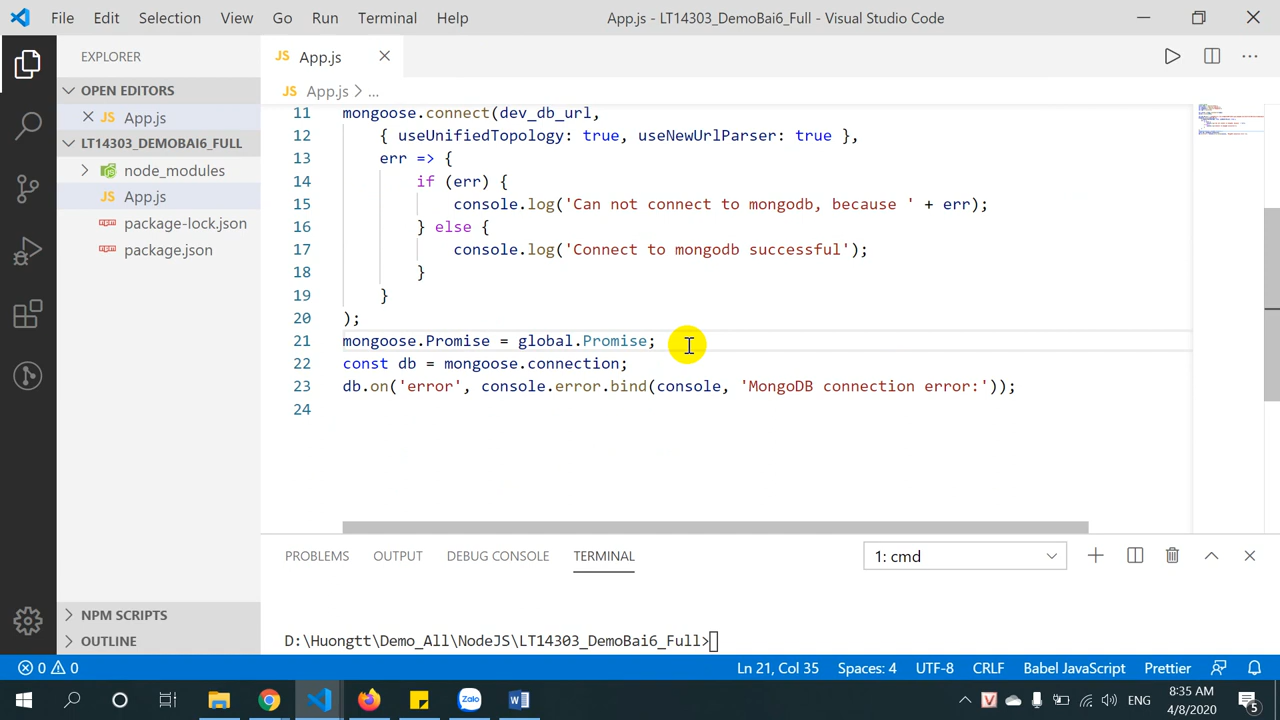 File Edit Selection View Go Run Terminal Help App.js - LT14303_DemoBai6_Full - Visual Studio Code
EXPLORER
JS App.js
OPEN EDITORS
JS App.js > ...
JS App.js
LT14303_DEMOBAI6_FULL
node_modules
JS App.js
package-lock.json
package.json
11 mongoose.connect(dev_db_url,
12 { useUnifiedTopology: true, useNewUrlParser: true },
13 err => {
14 if (err) {
15 console.log('Can not connect to mongodb, because ' + err);
16 } else {
17 console.log('Connect to mongodb successful');
18 }
19 }
20 );
21 mongoose.Promise = global.Promise;
22 const db = mongoose.connection;
23 db.on('error', console.error.bind(console, 'MongoDB connection error:'));
24
PROBLEMS OUTPUT DEBUG CONSOLE TERMINAL 1: cmd
D:\Huongtt\Demo_All\NodeJS\LT14303_DemoBai6_Full>
NPM SCRIPTS
OUTLINE
0 0 Ln 21, Col 35 Spaces: 4 UTF-8 CRLF Babel JavaScript Prettier
Zalo
ENG
8:35 AM
4/8/2020
5